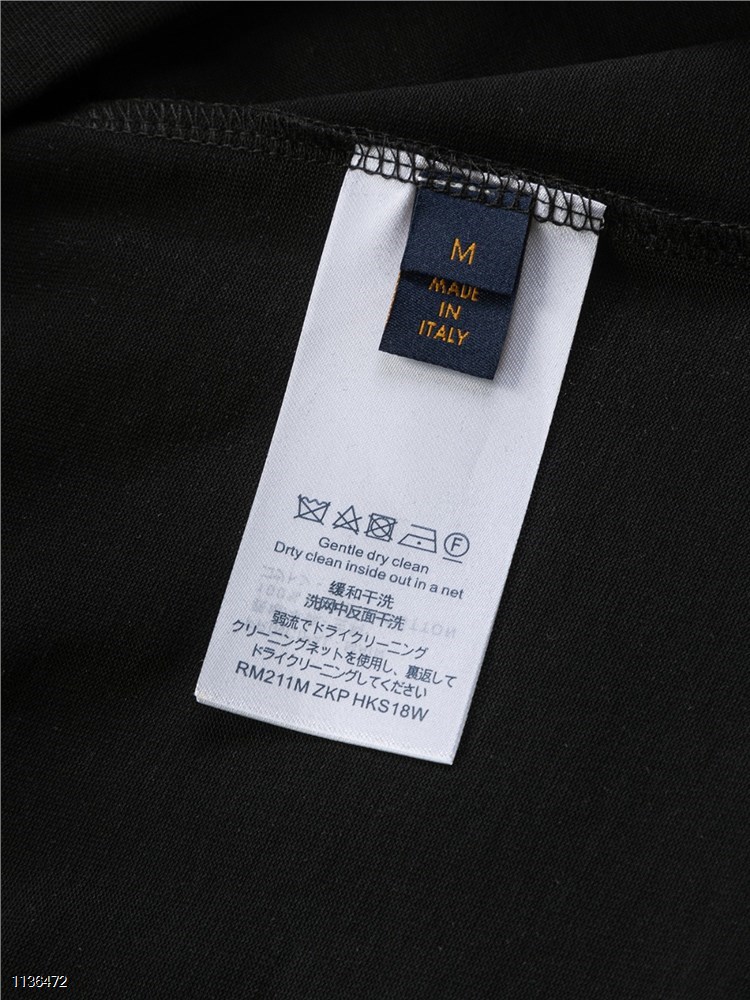 M
MADE
IN
ITALY
F
Gentle dry clean
Drty clean inside out in a net
缓和干洗
洗网中反面干洗
弱流でドライクリーニング
クリーニングネットを使用し、裏返して
ドライクリーニングしてください
RM211M ZKP HKS18W
1136472